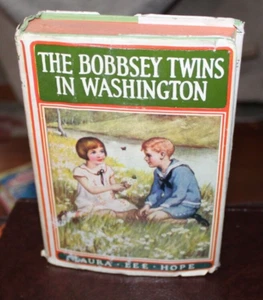 THE BOBBSEY TWINS
IN WASHINGTON
LAURA · LEE · HOPE